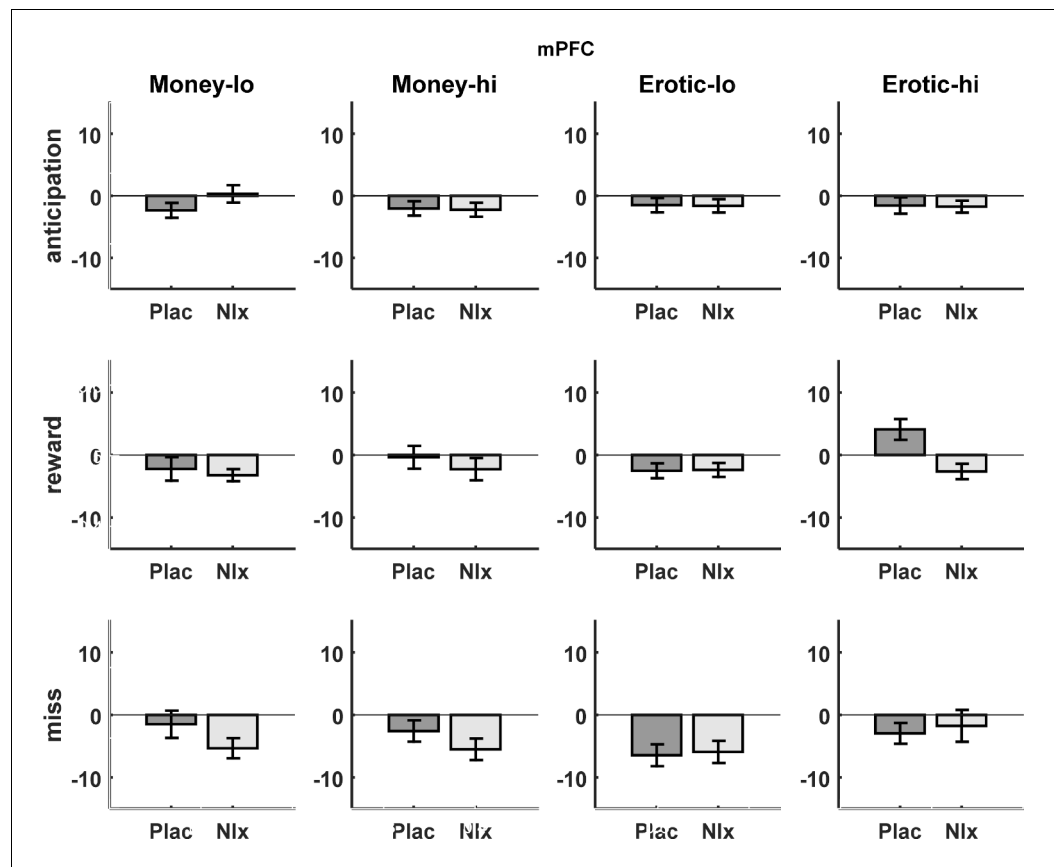 mPFC
Money-lo Money-hi Erotic-lo Erotic-hi
anticipation
10 10 10 10
0 0 0 0
-10 -10 -10 -10
Plac Nlx Plac Nlx Plac Nlx Plac Nlx
reward
10 10 10 10
0 0 0 0
-10 -10 -10 -10
Plac Nlx Plac Nlx Plac Nlx Plac Nlx
miss
10 10 10 10
0 0 0 0
-10 -10 -10 -10
Plac Nlx Plac Nlx Plac Nlx Plac Nlx